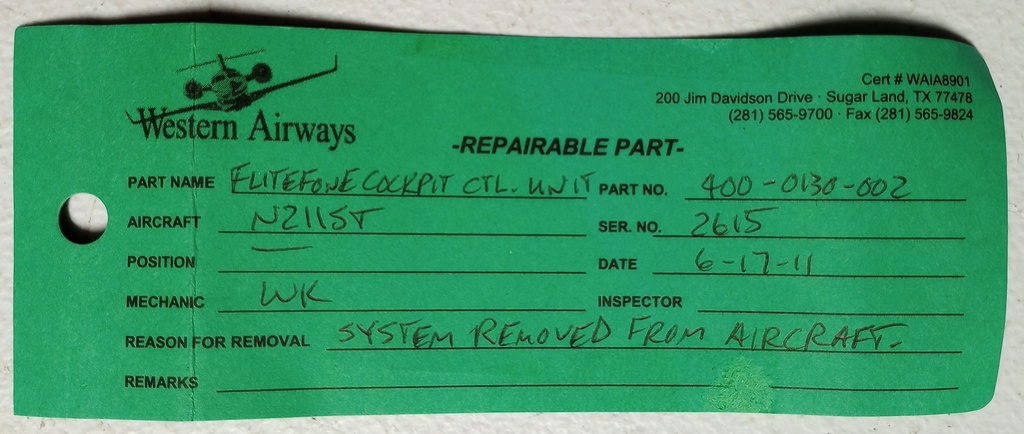 Western Airways
Cert # WAIA8901
200 Jim Davidson Drive · Sugar Land, TX 77478
(281) 565-9700 · Fax (281) 565-9824
-REPAIRABLE PART-
PART NAME FLITEFONE COCKPIT CTL. UNIT PART NO. 400-0130-002
AIRCRAFT N211ST SER. NO. 2615
POSITION — DATE 6-17-11
MECHANIC WK INSPECTOR
REASON FOR REMOVAL SYSTEM REMOVED FROM AIRCRAFT.
REMARKS